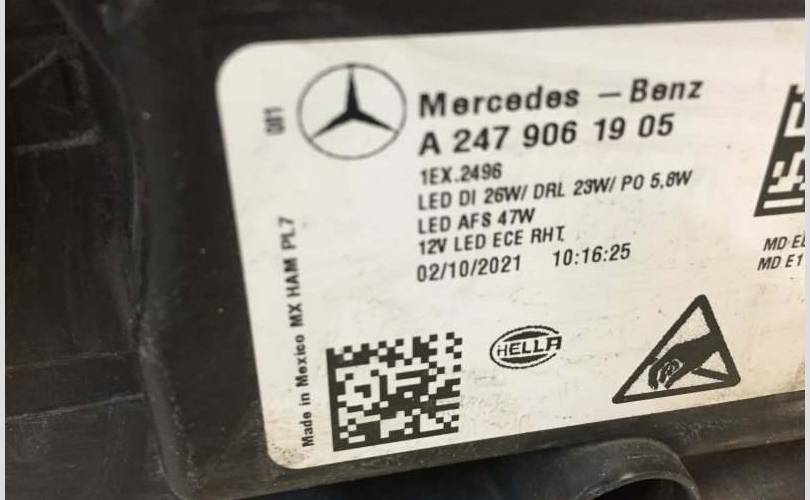 Mercedes – Benz
A 247 906 19 05
1EX.2496
LED DI 26W/ DRL 23W/ PO 5,8W
LED AFS 47W
12V LED ECE RHT
02/10/2021 10:16:25
HELLA
Made in Mexico MX HAM PL7
081
MD E1